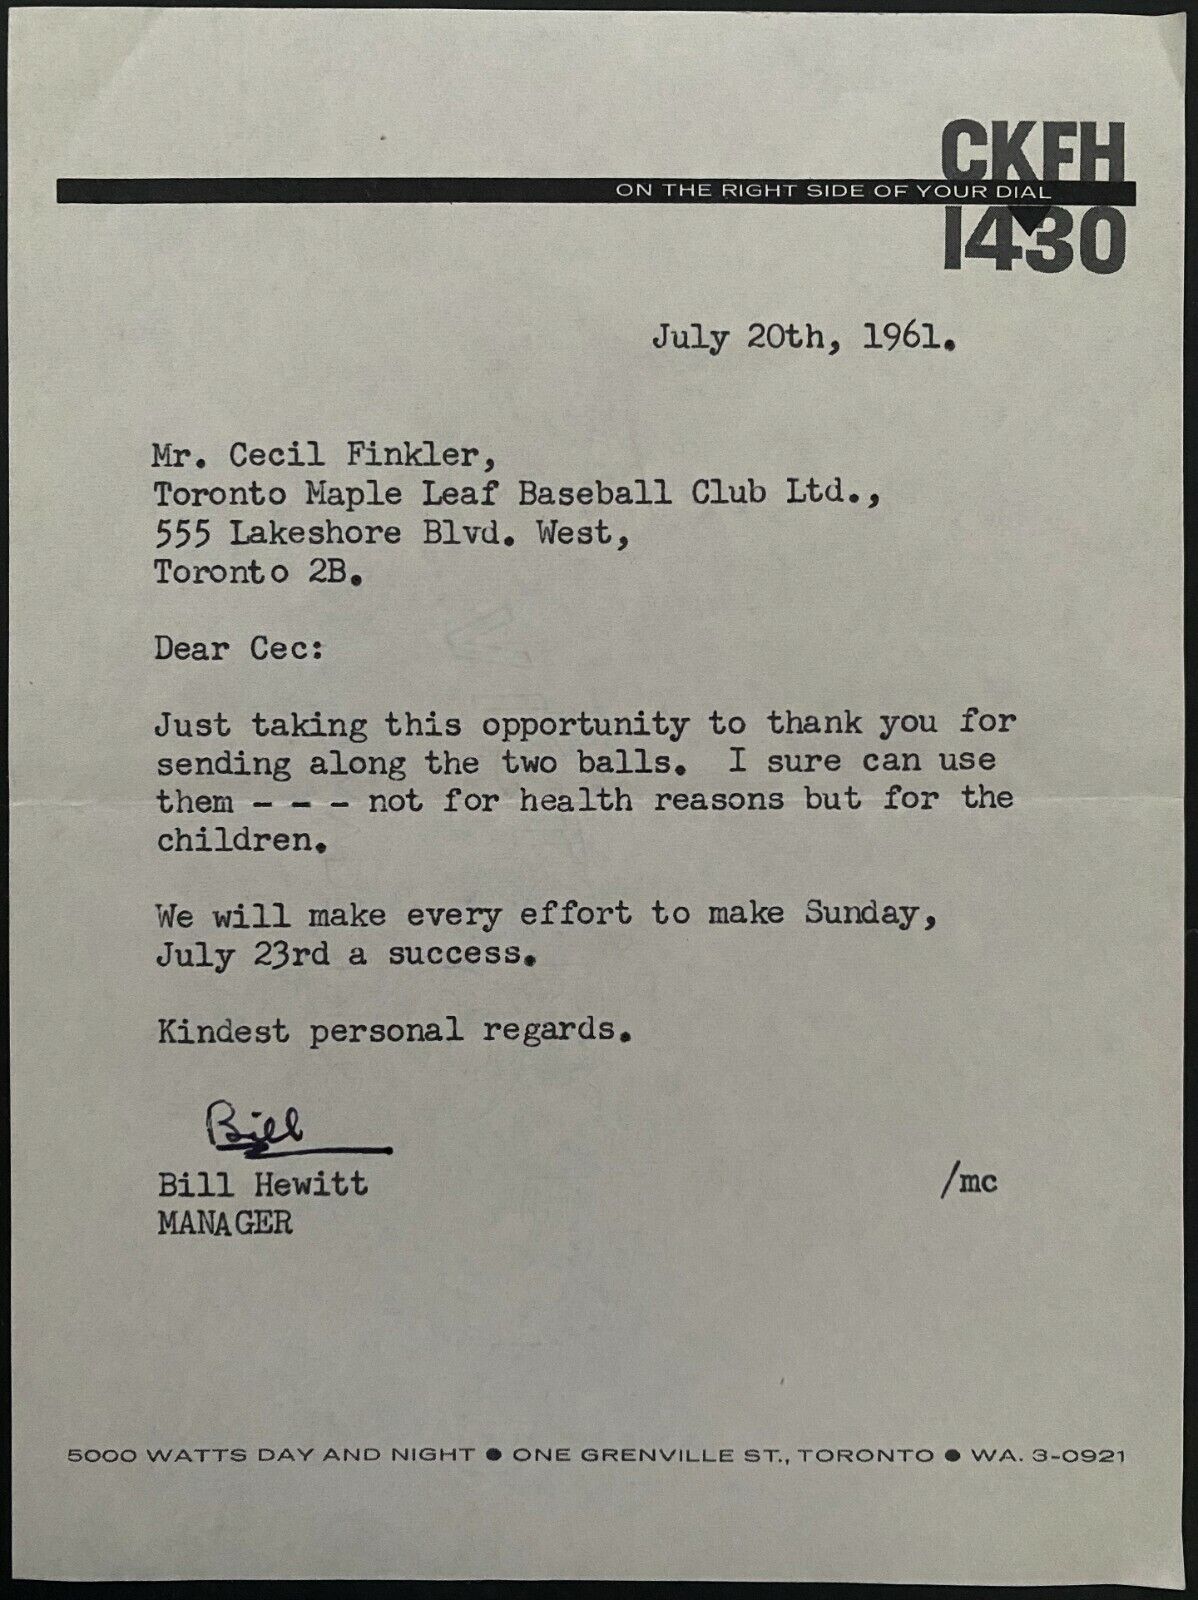 CKFH
ON THE RIGHT SIDE OF YOUR DIAL
1430
July 20th, 1961.
Mr. Cecil Finkler,
Toronto Maple Leaf Baseball Club Ltd.,
555 Lakeshore Blvd. West,
Toronto 2B.
Dear Cec:
Just taking this opportunity to thank you for
sending along the two balls. I sure can use
them - - - not for health reasons but for the
children.
We will make every effort to make Sunday,
July 23rd a success.
Kindest personal regards.
Bill
Bill Hewitt /mc
MANAGER
5000 WATTS DAY AND NIGHT ● ONE GRENVILLE ST., TORONTO ● WA. 3-0921